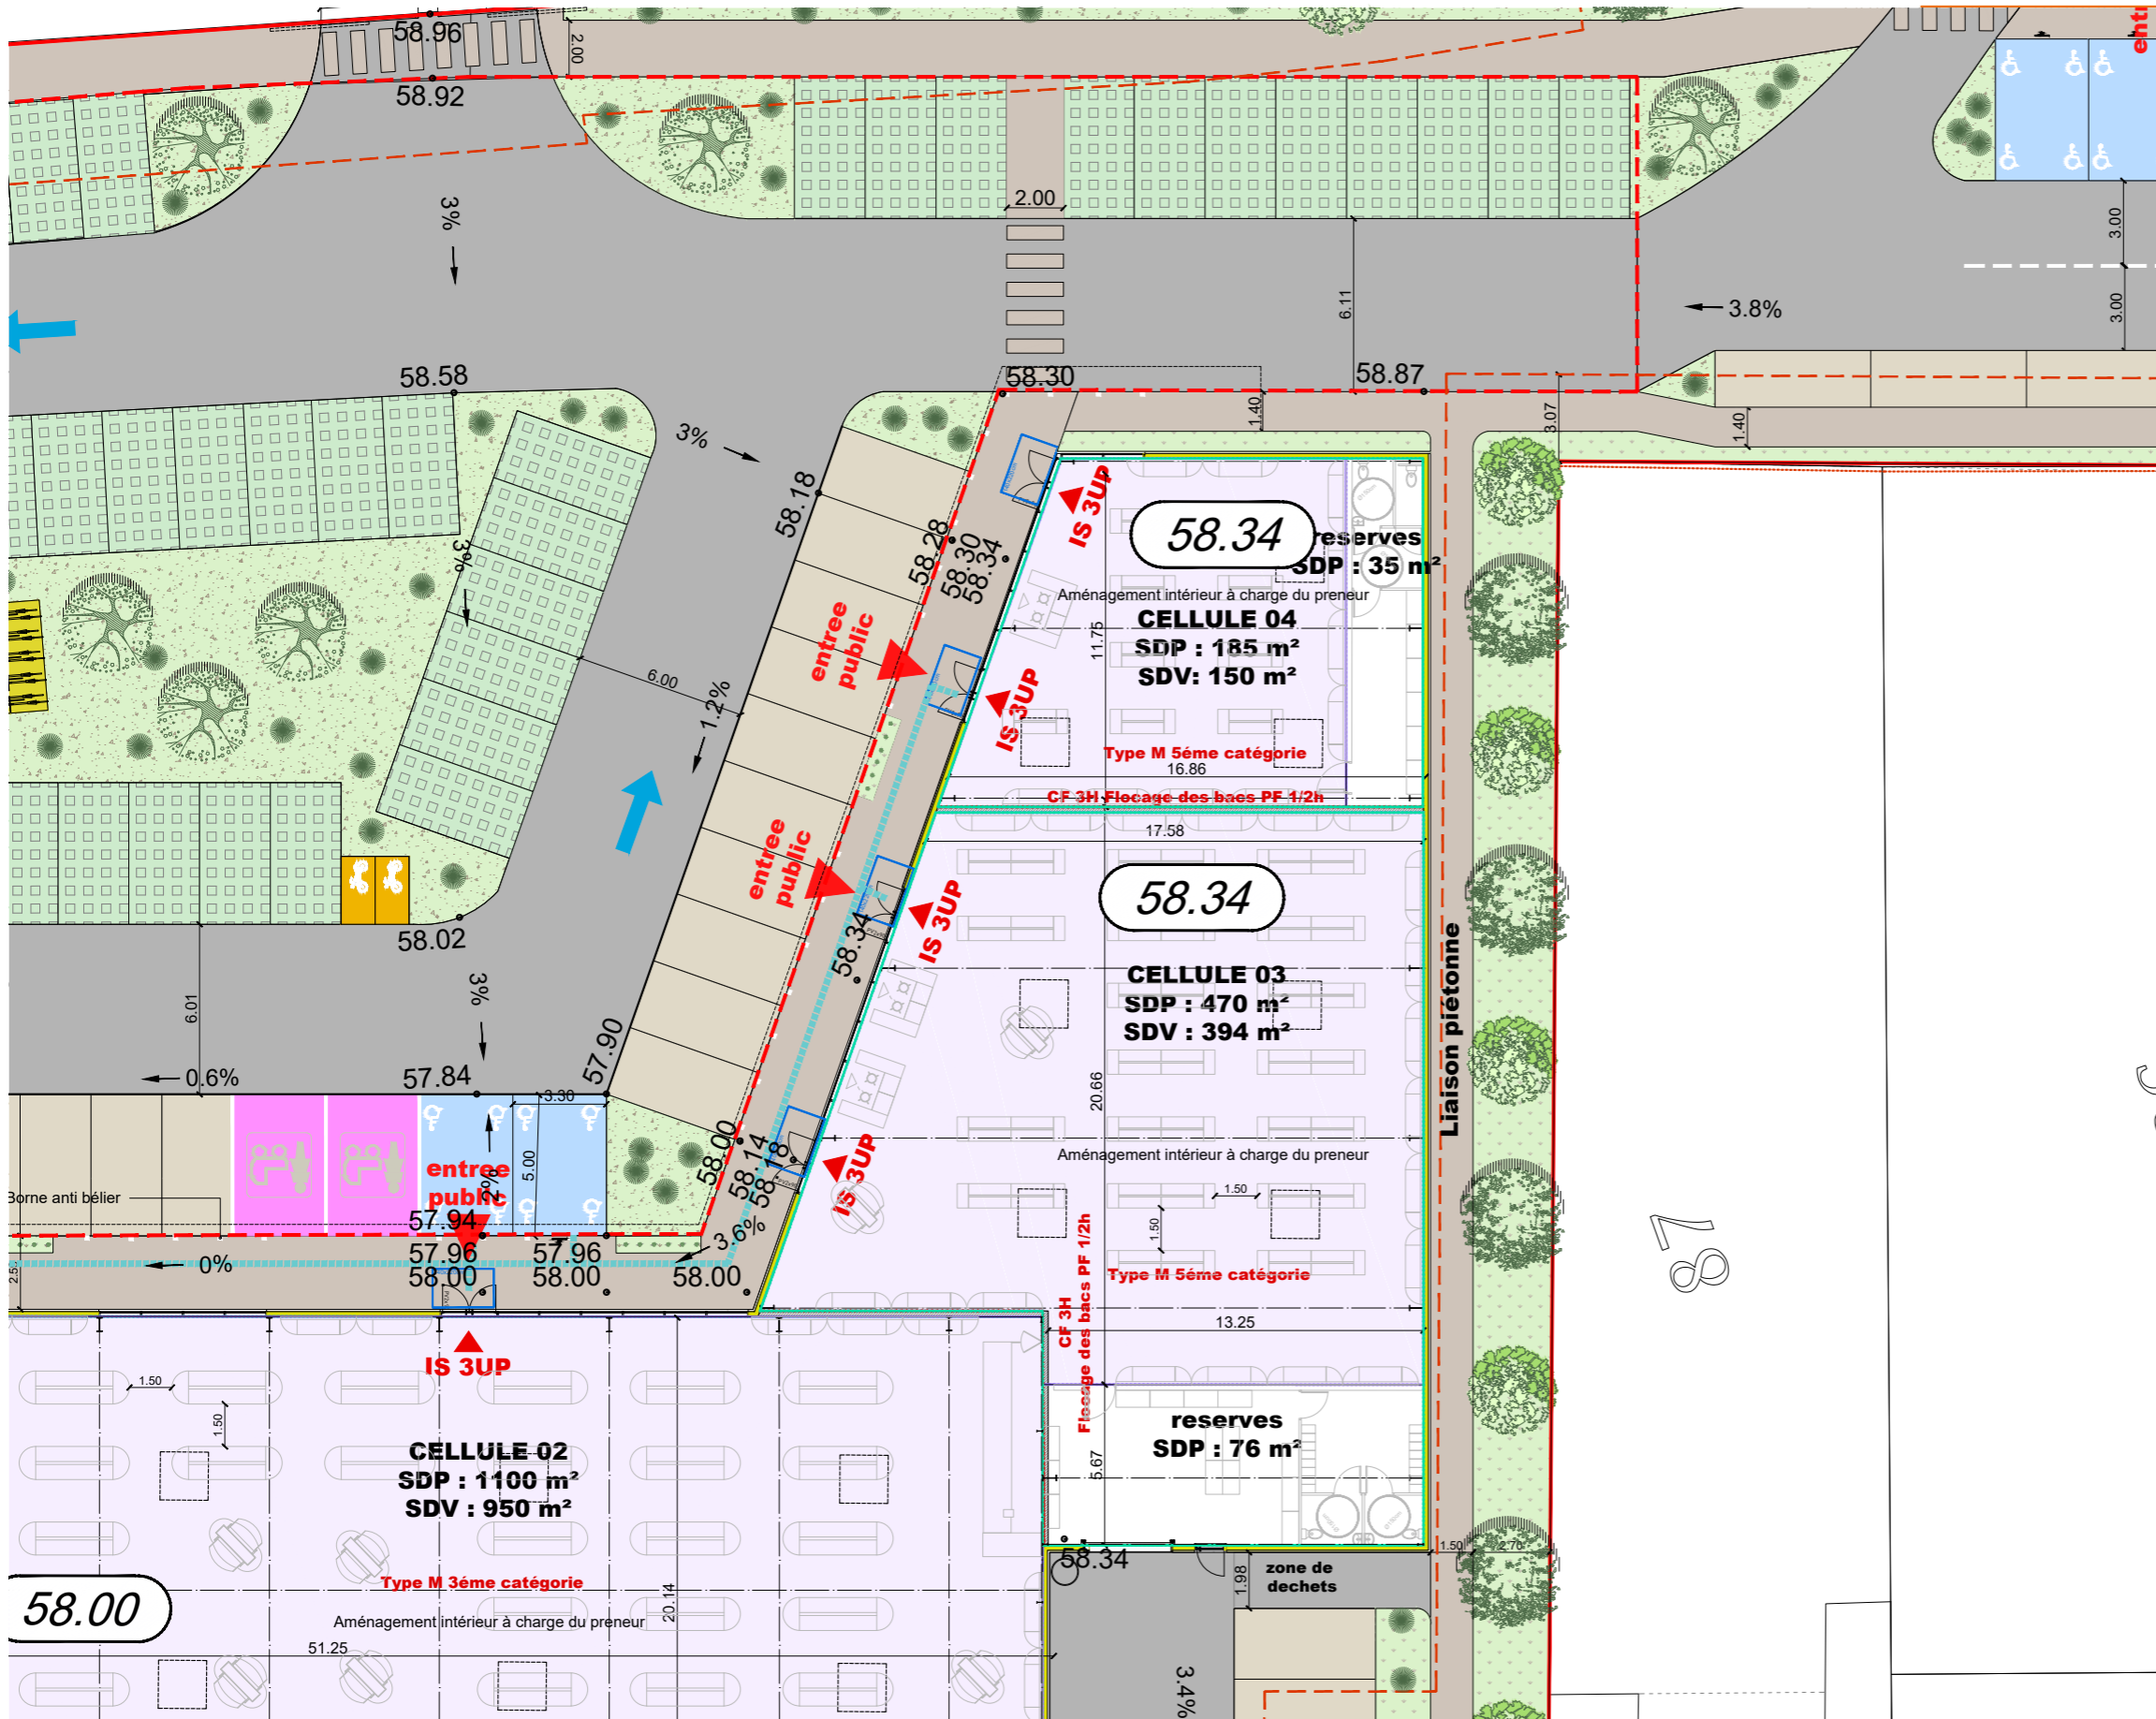 58.96
2.00
58.92
entr
3%
2.00
6.11
3.00
3.00
3.8%
58.58
58.30
58.87
1.40
3.07
1.40
3%
58.18
58.28
58.30
58.34
IS 3UP
58.34
reserves
SDP : 35 m²
Aménagement intérieur à charge du preneur
CELLULE 04
SDP : 185 m²
SDV: 150 m²
11.75
3%
entree
public
6.00
1.2%
IS 3UP
Type M 5éme catégorie
16.86
CF 3H Flocage des bacs PF 1/2h
17.58
entree
public
58.34
IS 3UP
58.34
58.02
CELLULE 03
SDP : 470 m²
SDV : 394 m²
Liaison piétonne
6.01
3%
57.90
20.66
0.6%
57.84
3.30
5.00
58.00
58.14
58.18
IS 3UP
Aménagement intérieur à charge du preneur
1.50
1.50
entree
public
2%
Borne anti bélier
57.94
57.96
58.00
57.96
58.00
58.00
3.6%
0%
2.5
CF 3H
Flocage des bacs PF 1/2h
Type M 5éme catégorie
13.25
87
IS 3UP
1.50
1.50
reserves
SDP : 76 m²
5.67
CELLULE 02
SDP : 1100 m²
SDV : 950 m²
58.34
1.98
zone de
dechets
1.50
2.70
Type M 3éme catégorie
58.00
Aménagement intérieur à charge du preneur
20.14
51.25
3.4%